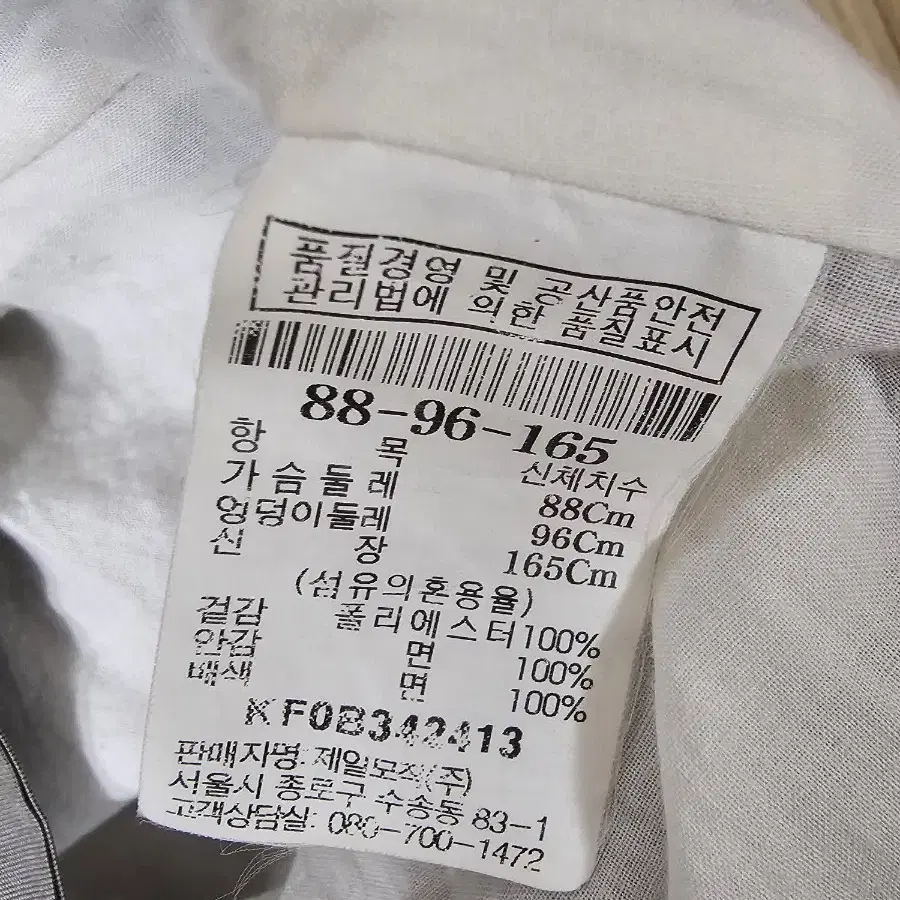 품질경영 및 공산품안전
관리법에 의한 품질표시
88-96-165
항 목 신체치수
가슴둘레 88Cm
엉덩이둘레 96Cm
신 장 165Cm
(섬유의혼용율)
겉감 폴리에스터 100%
안감 면 100%
배색 면 100%
KF0B342413
판매자명: 제일모직(주)
서울시 종로구 수송동 83-1
고객상담실: 080-700-1472